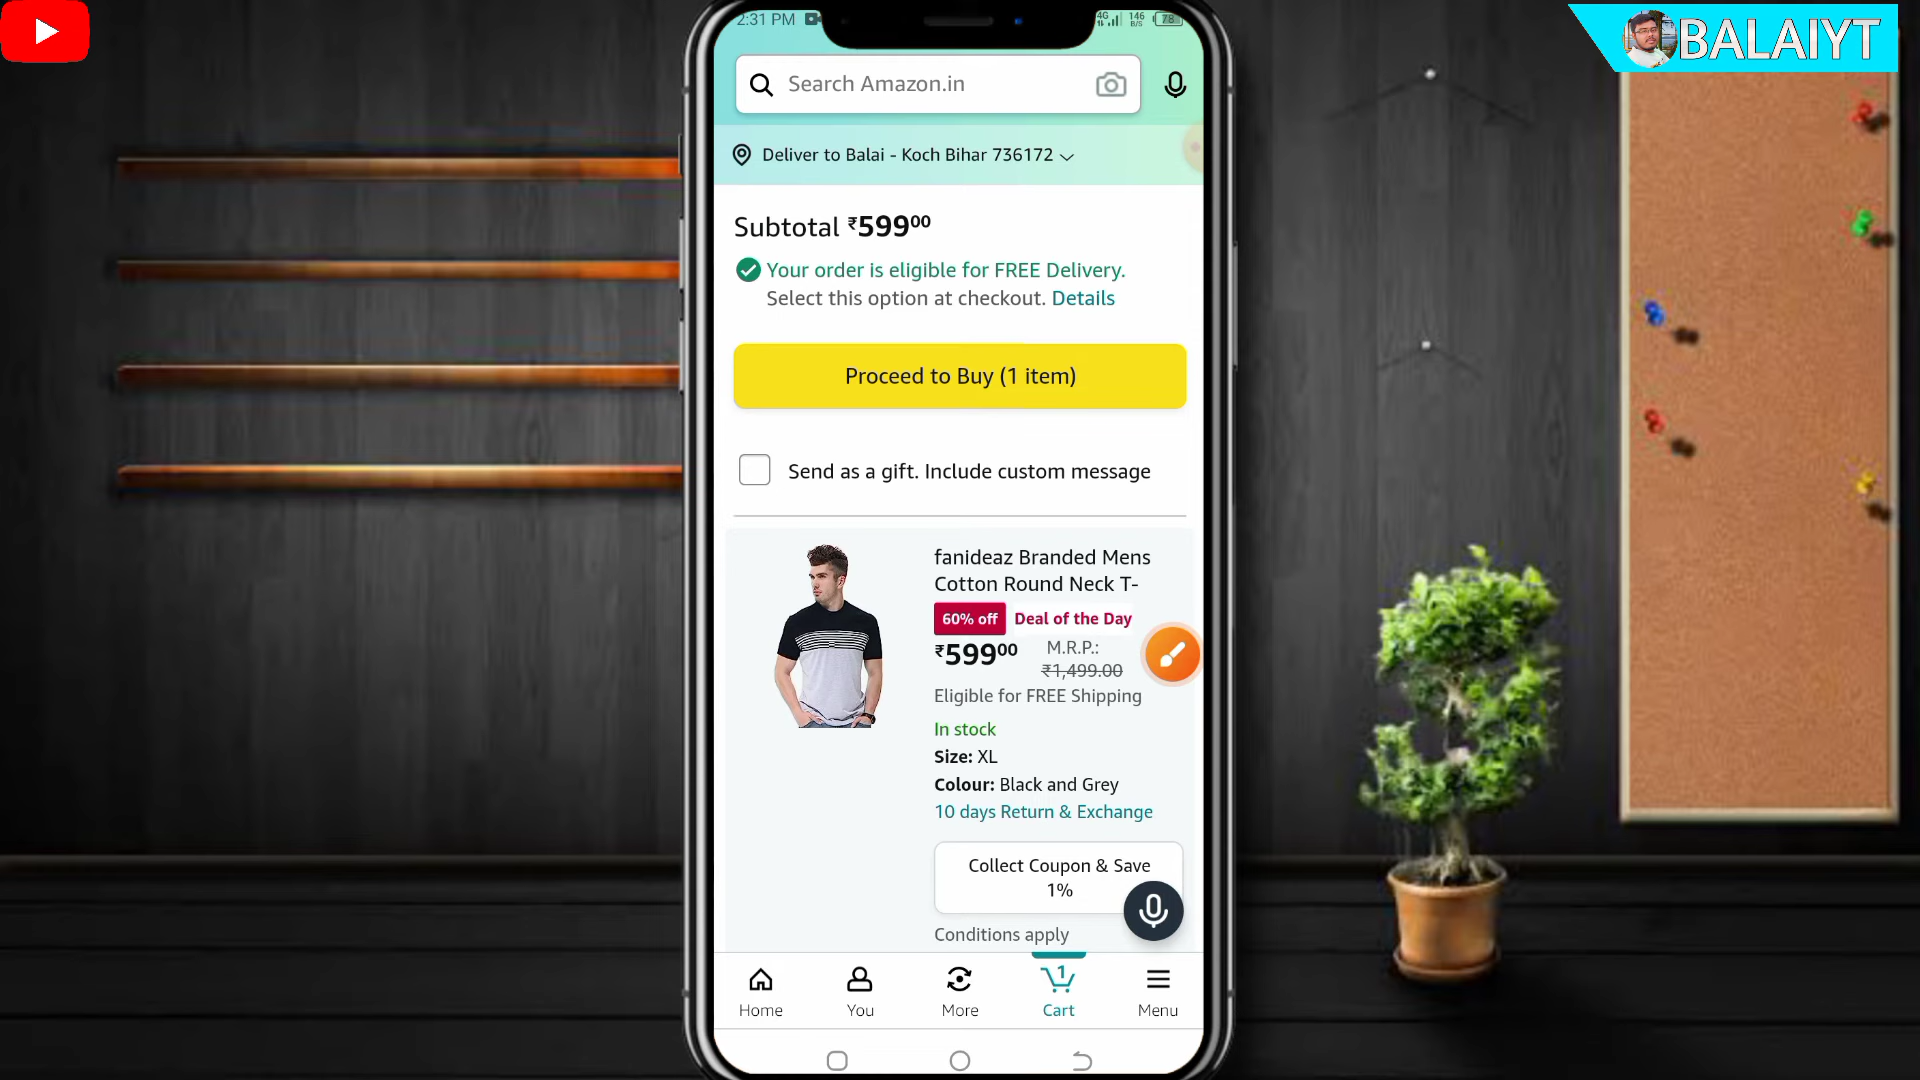 2:31 PM
4G
146
B/S
78
BALAIYT
Search Amazon.in
Deliver to Balai - Koch Bihar 736172
Subtotal ₹599⁰⁰
Your order is eligible for FREE Delivery.
Select this option at checkout. Details
Proceed to Buy (1 item)
Send as a gift. Include custom message
fanideaz Branded Mens
Cotton Round Neck T-
60% off Deal of the Day
₹599⁰⁰ M.R.P.:
₹1,499.00
Eligible for FREE Shipping
In stock
Size: XL
Colour: Black and Grey
10 days Return & Exchange
Collect Coupon & Save
1%
Conditions apply
1
Home You More Cart Menu